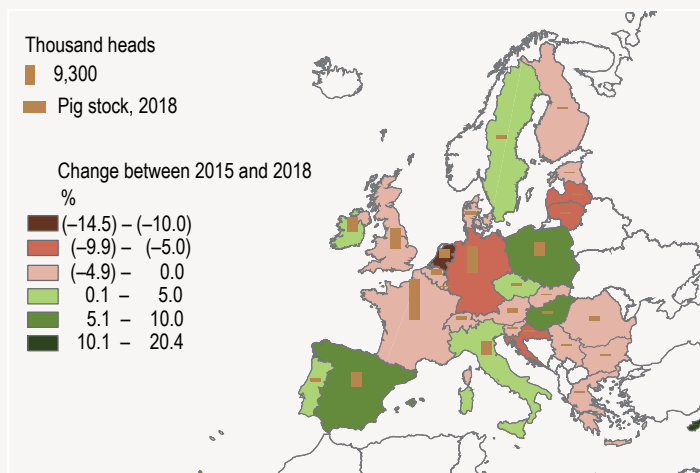 Thousand heads
9,300
Pig stock, 2018
Change between 2015 and 2018
%
(–14.5) – (–10.0)
(–9.9) – (–5.0)
(–4.9) – 0.0
0.1 – 5.0
5.1 – 10.0
10.1 – 20.4